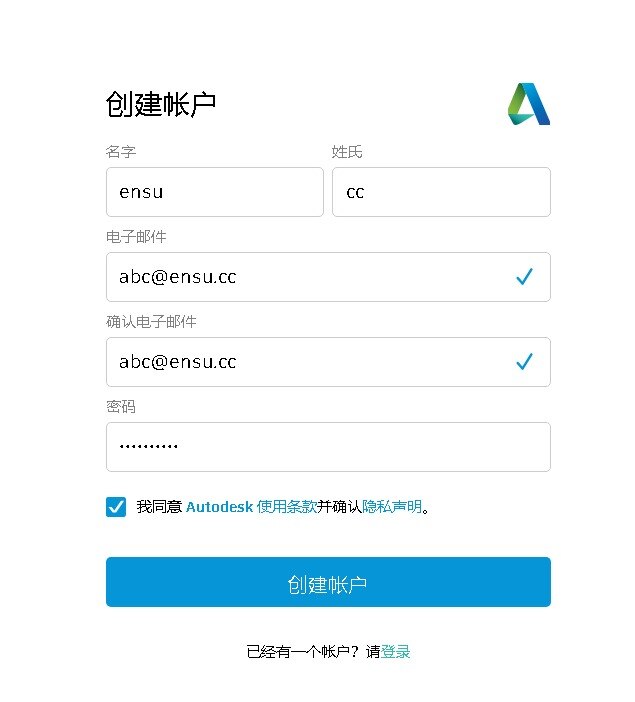 创建帐户
名字 姓氏
ensu cc
电子邮件
abc@ensu.cc
确认电子邮件
abc@ensu.cc
密码
••••••••••
我同意 Autodesk 使用条款并确认隐私声明。
创建帐户
已经有一个帐户？请登录